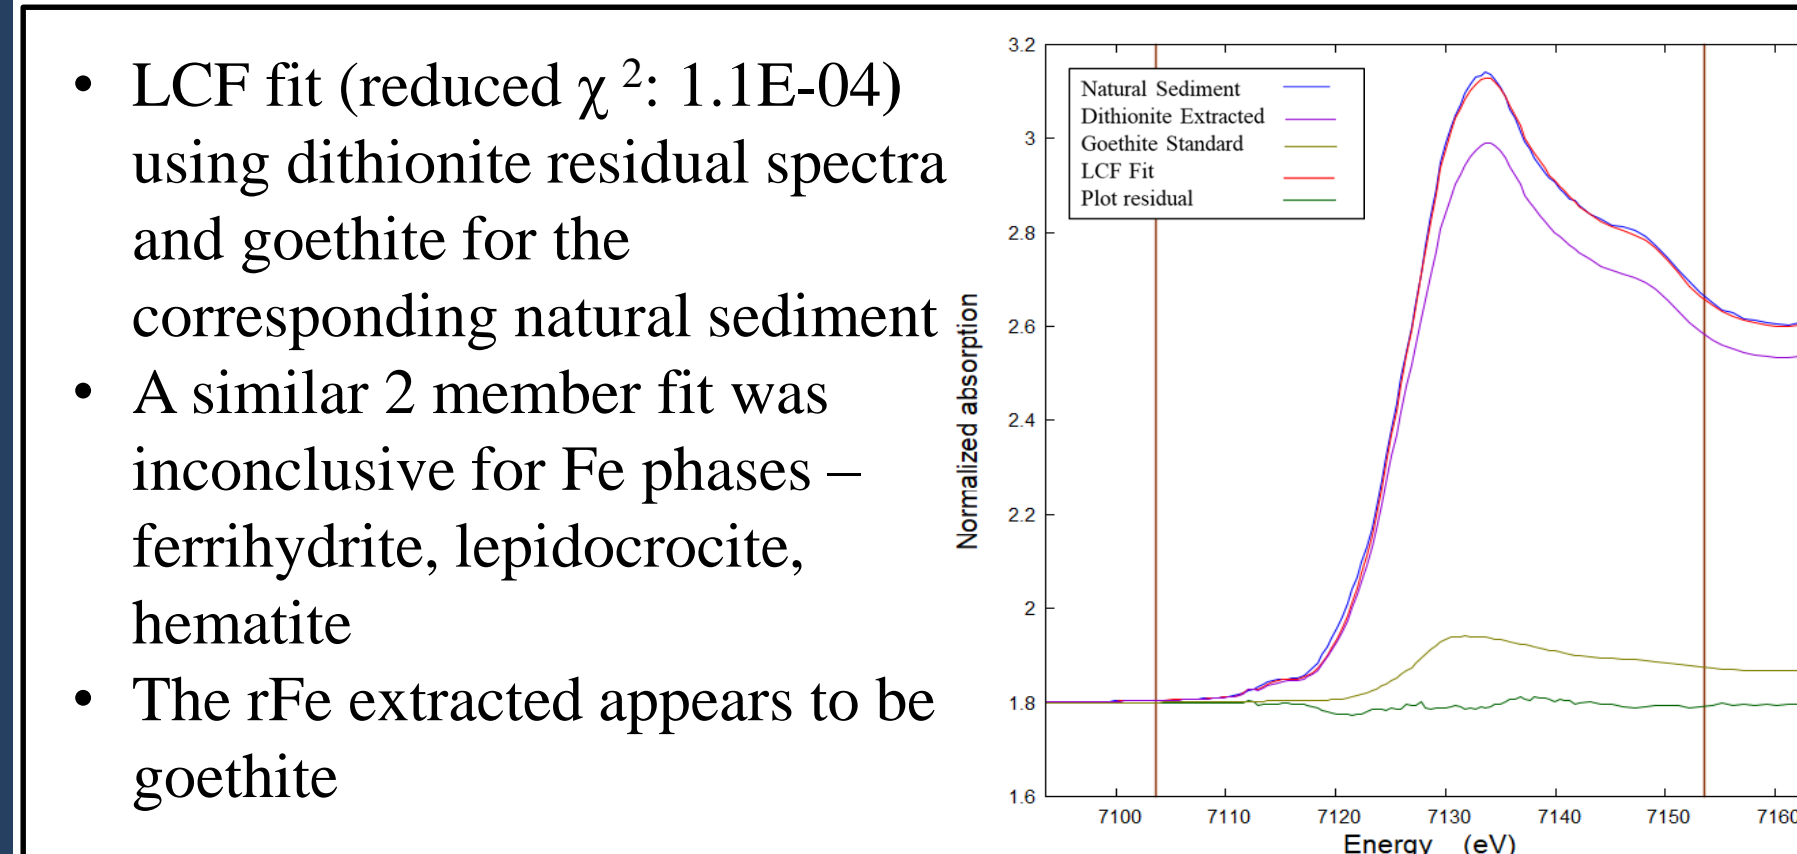 • LCF fit (reduced χ ²: 1.1E-04)
using dithionite residual spectra
and goethite for the
corresponding natural sediment
• A similar 2 member fit was
inconclusive for Fe phases –
ferrihydrite, lepidocrocite,
hematite
• The rFe extracted appears to be
goethite
Natural Sediment
Dithionite Extracted
Goethite Standard
LCF Fit
Plot residual
Normalized absorption
3.2
3
2.8
2.6
2.4
2.2
2
1.8
1.6
7100 7110 7120 7130 7140 7150 7160
Energy (eV)